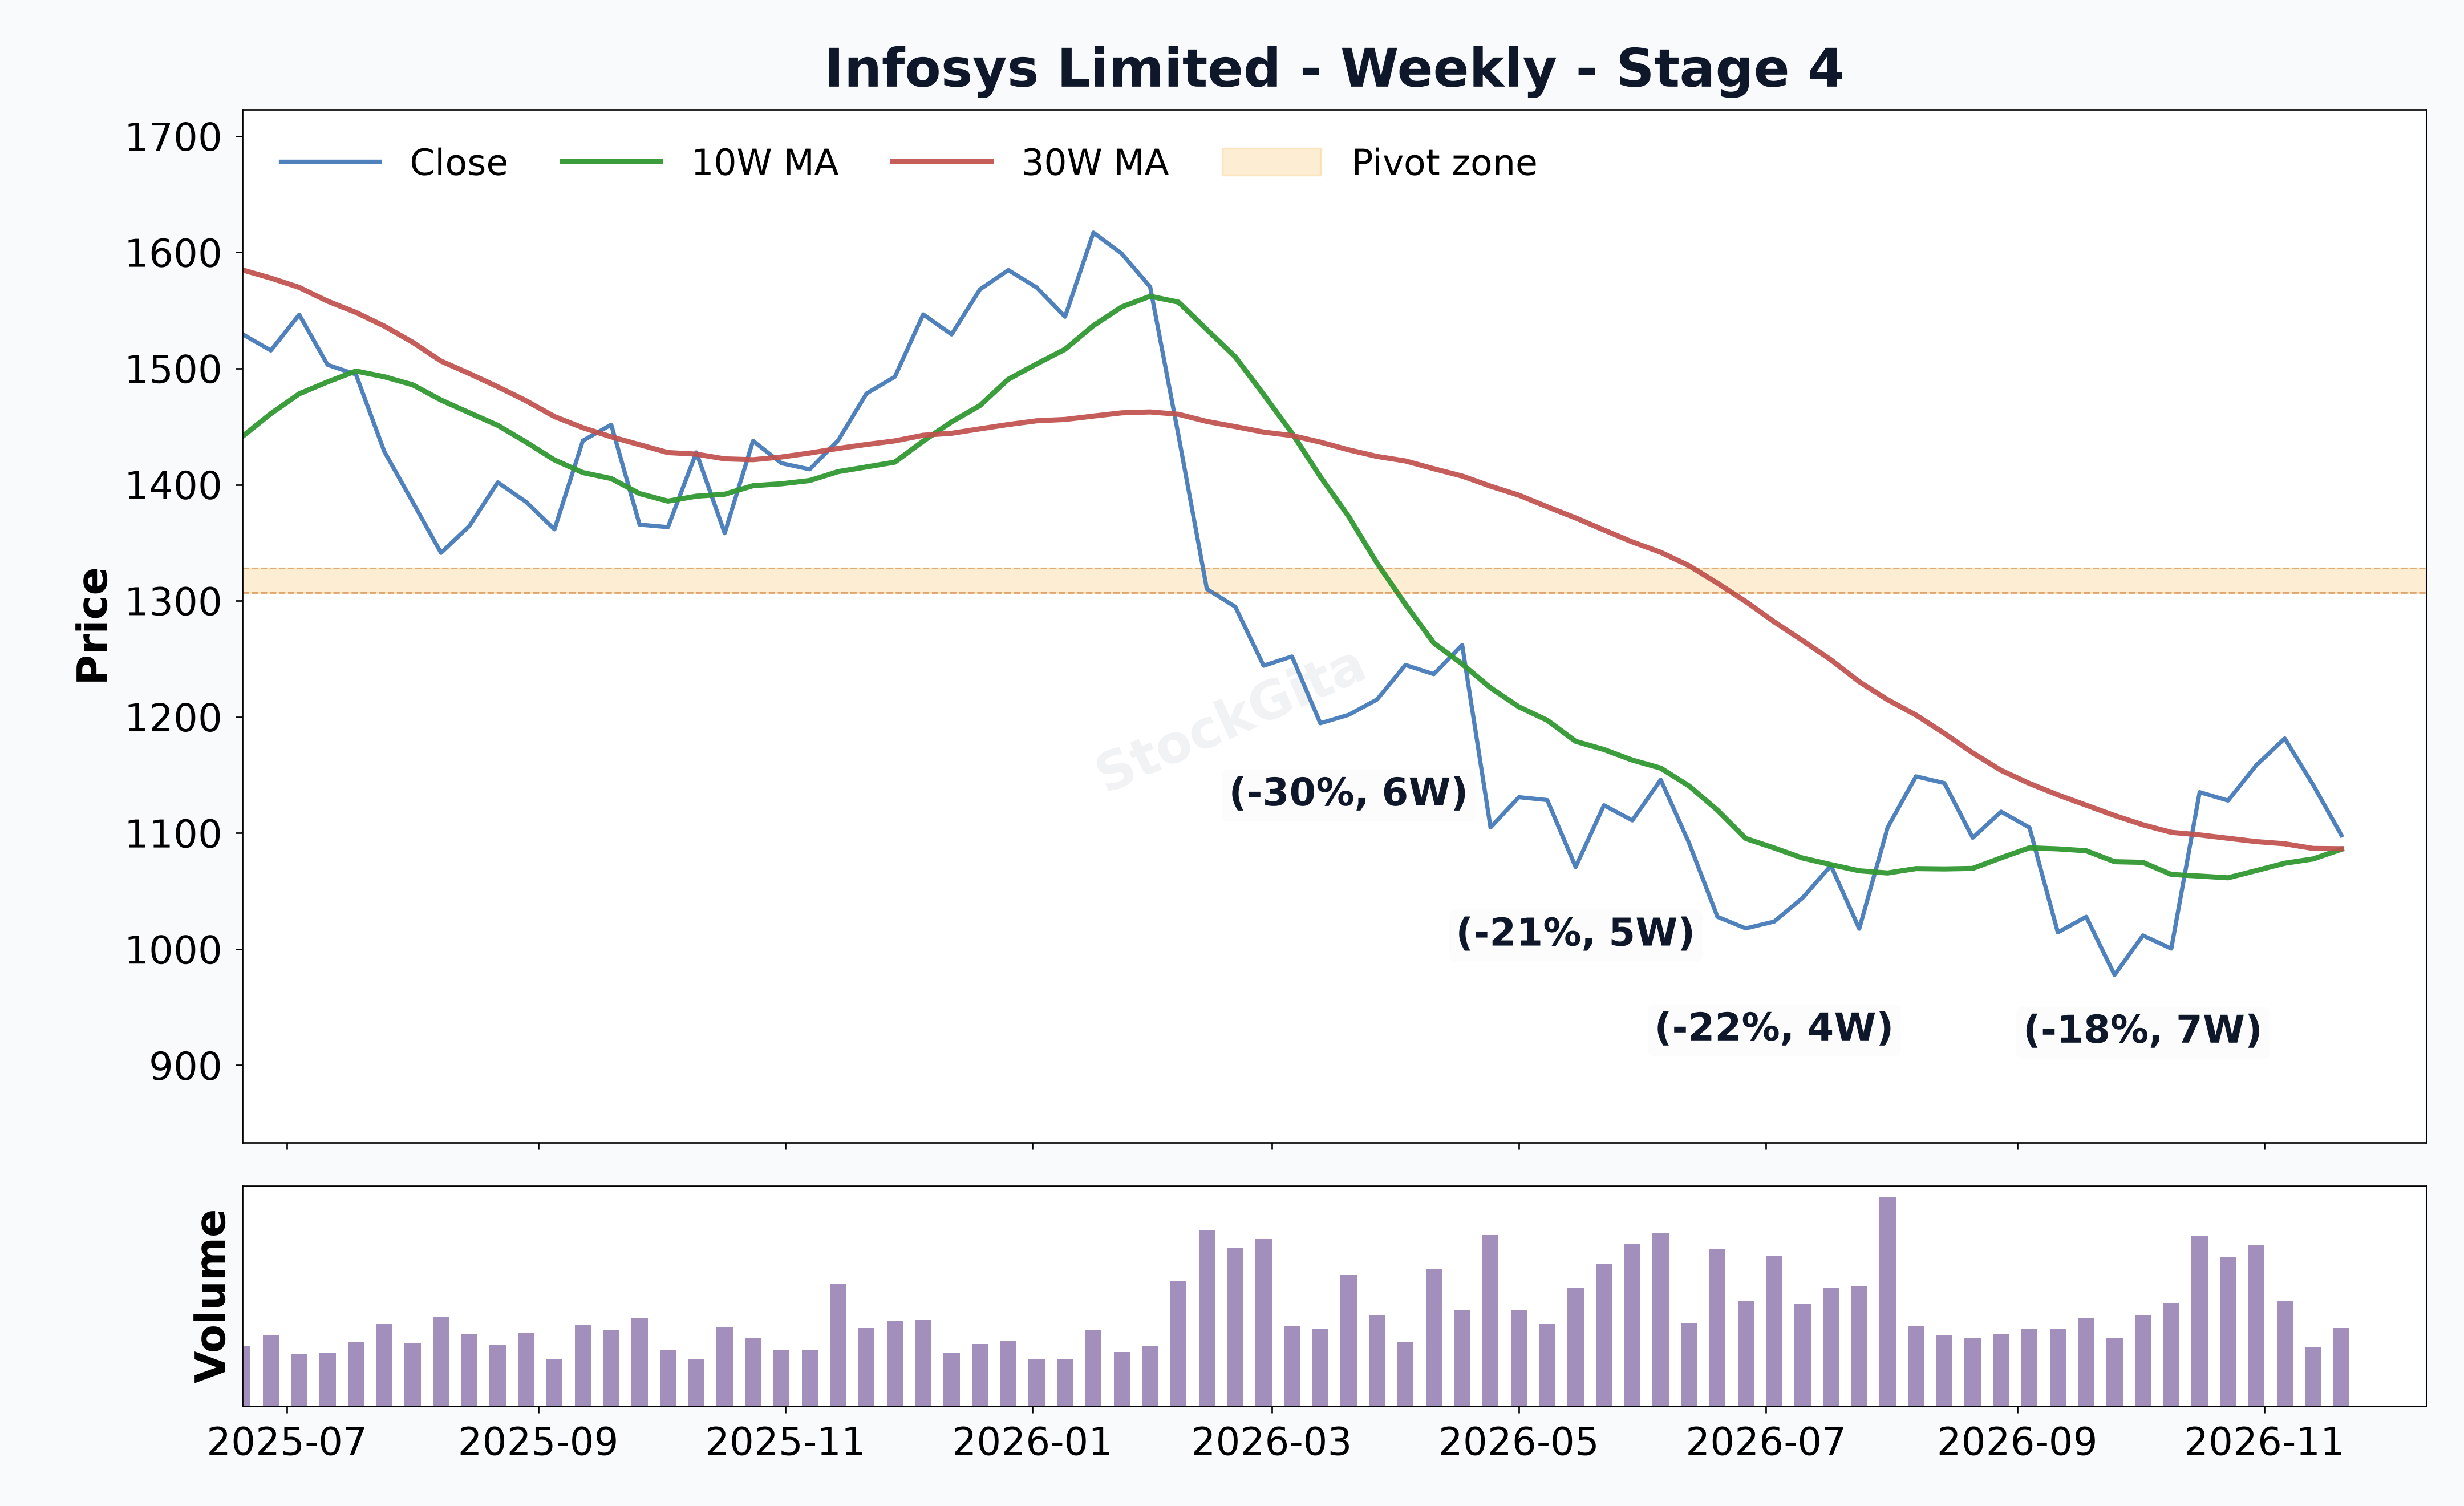 Infosys Limited - Weekly - Stage 4
Close 10W MA 30W MA Pivot zone
Price
1700
1600
1500
1400
1300
1200
1100
1000
900
StockGita
(-30%, 6W)
(-21%, 5W)
(-22%, 4W)
(-18%, 7W)
Volume
2025-07 2025-09 2025-11 2026-01 2026-03 2026-05 2026-07 2026-09 2026-11